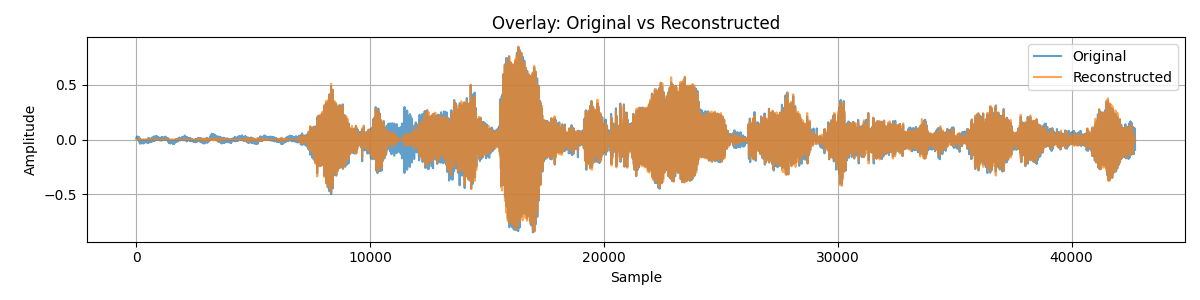 Overlay: Original vs Reconstructed
Original
Reconstructed
0.5
0.0
−0.5
Amplitude
0
10000
20000
30000
40000
Sample